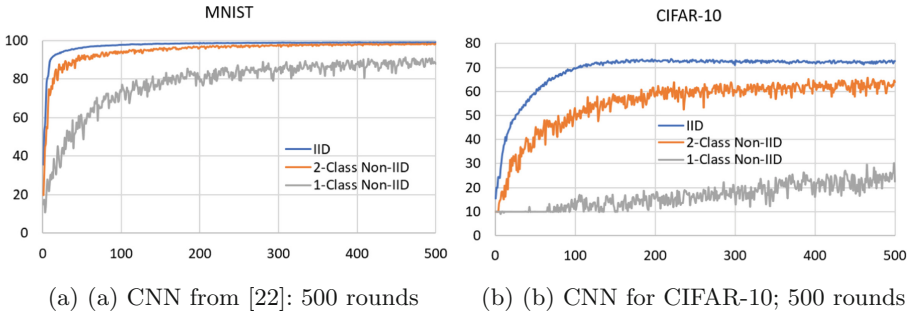 MNIST
100
80
60
40
20
0
IID
2-Class Non-IID
1-Class Non-IID
0 100 200 300 400 500
(a) (a) CNN from [22]: 500 rounds
CIFAR-10
80
70
60
50
40
30
20
10
0
IID
2-Class Non-IID
1-Class Non-IID
0 100 200 300 400 500
(b) (b) CNN for CIFAR-10; 500 rounds